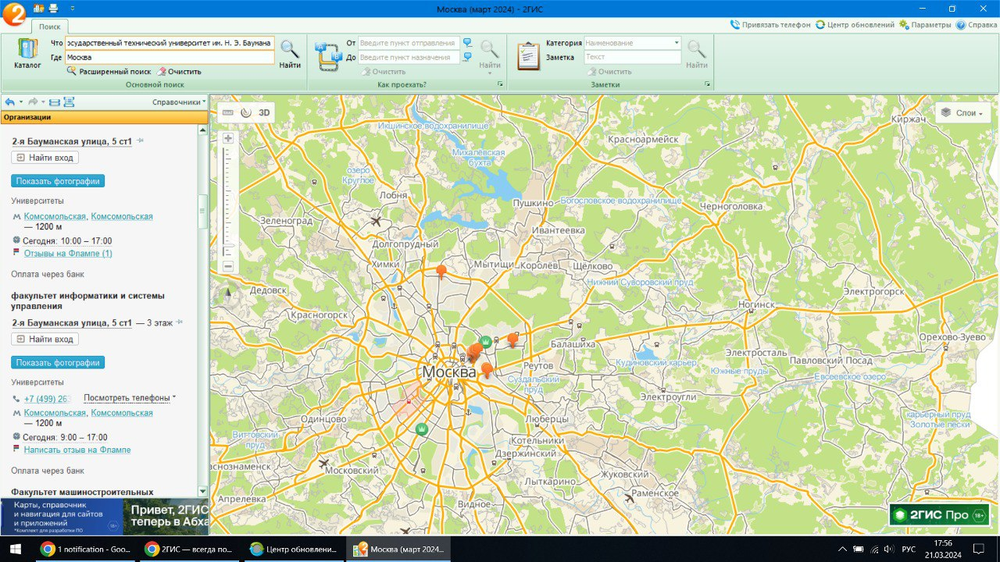 Москва (март 2024) - 2ГИС
Поиск
Привязать телефон
Центр обновлений
Параметры
Справка
Каталог
Что
осударственный технический университет им. Н. Э. Баумана
Где
Москва
Расширенный поиск
Очистить
Найти
Основной поиск
От
Введите пункт отправления
До
Введите пункт назначения
Очистить
Найти
Как проехать?
Категория
Наименование
Заметка
Текст
Очистить
Найти
Заметки
Справочники
Организации
2-я Бауманская улица, 5 ст1
Найти вход
Показать фотографии
Университеты
Комсомольская, Комсомольская
— 1200 м
Сегодня: 10:00 – 17:00
Отзывы на Флампе (1)
Оплата через банк
факультет информатики и системы
управления
2-я Бауманская улица, 5 ст1 — 3 этаж
Найти вход
Показать фотографии
Университеты
+7 (499) 26
Посмотреть телефоны
Комсомольская, Комсомольская
— 1200 м
Сегодня: 9:00 – 17:00
Написать отзыв на Флампе
Оплата через банк
Факультет машиностроительных
Карты, справочник
и навигация для сайтов
и приложений
*Комплект для разработки ПО
18+
Привет, 2ГИС
теперь в Абха
3D
Слои
Икшинское водохранилище
Киржач
Красноармейск
Михалёвская
бухта
озеро
Круглое
Лобня
Пушкино
Богословское водохранилище
Черноголовка
Зеленоград
Ивантеевка
Долгопрудный
Химки
Мытищи
Королёв
Щёлково
Нижний Суворовский пруд
Дедовск
Электрогорск
Ногинск
Красногорск
Орехово-Зуево
Балашиха
Электросталь
Москва
Реутов
Кудиновский карьер
Павловский Посад
Южные пруды
Евсеевское озеро
Суздальский
пруд
Электроугли
Одинцово
Люберцы
карьерный пруд
Золотые пески
Виттовский
пруд
Котельники
Дзержинский
аснознаменск
Московский
Жуковский
Лыткарино
Раменское
Апрелевка
Видное
2ГИС Про
18+
1 notification - Goo...
2ГИС — всегда по...
Центр обновлени...
Москва (март 2024...
РУС
17:56
21.03.2024